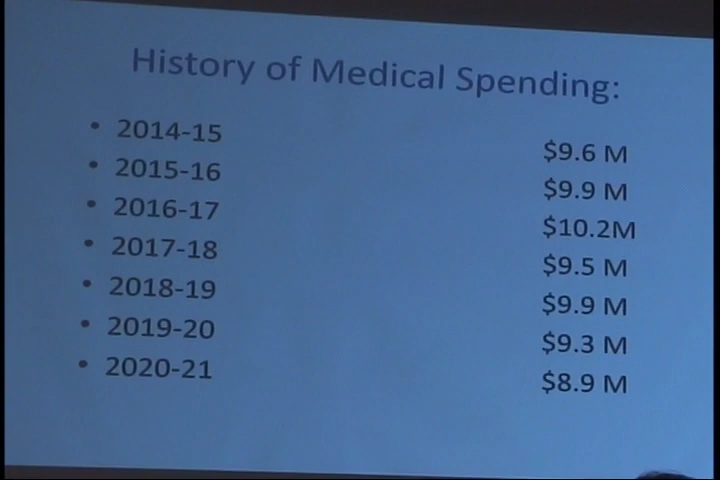 History of Medical Spending:
• 2014-15 $9.6 M
• 2015-16 $9.9 M
• 2016-17 $10.2M
• 2017-18 $9.5 M
• 2018-19 $9.9 M
• 2019-20 $9.3 M
• 2020-21 $8.9 M